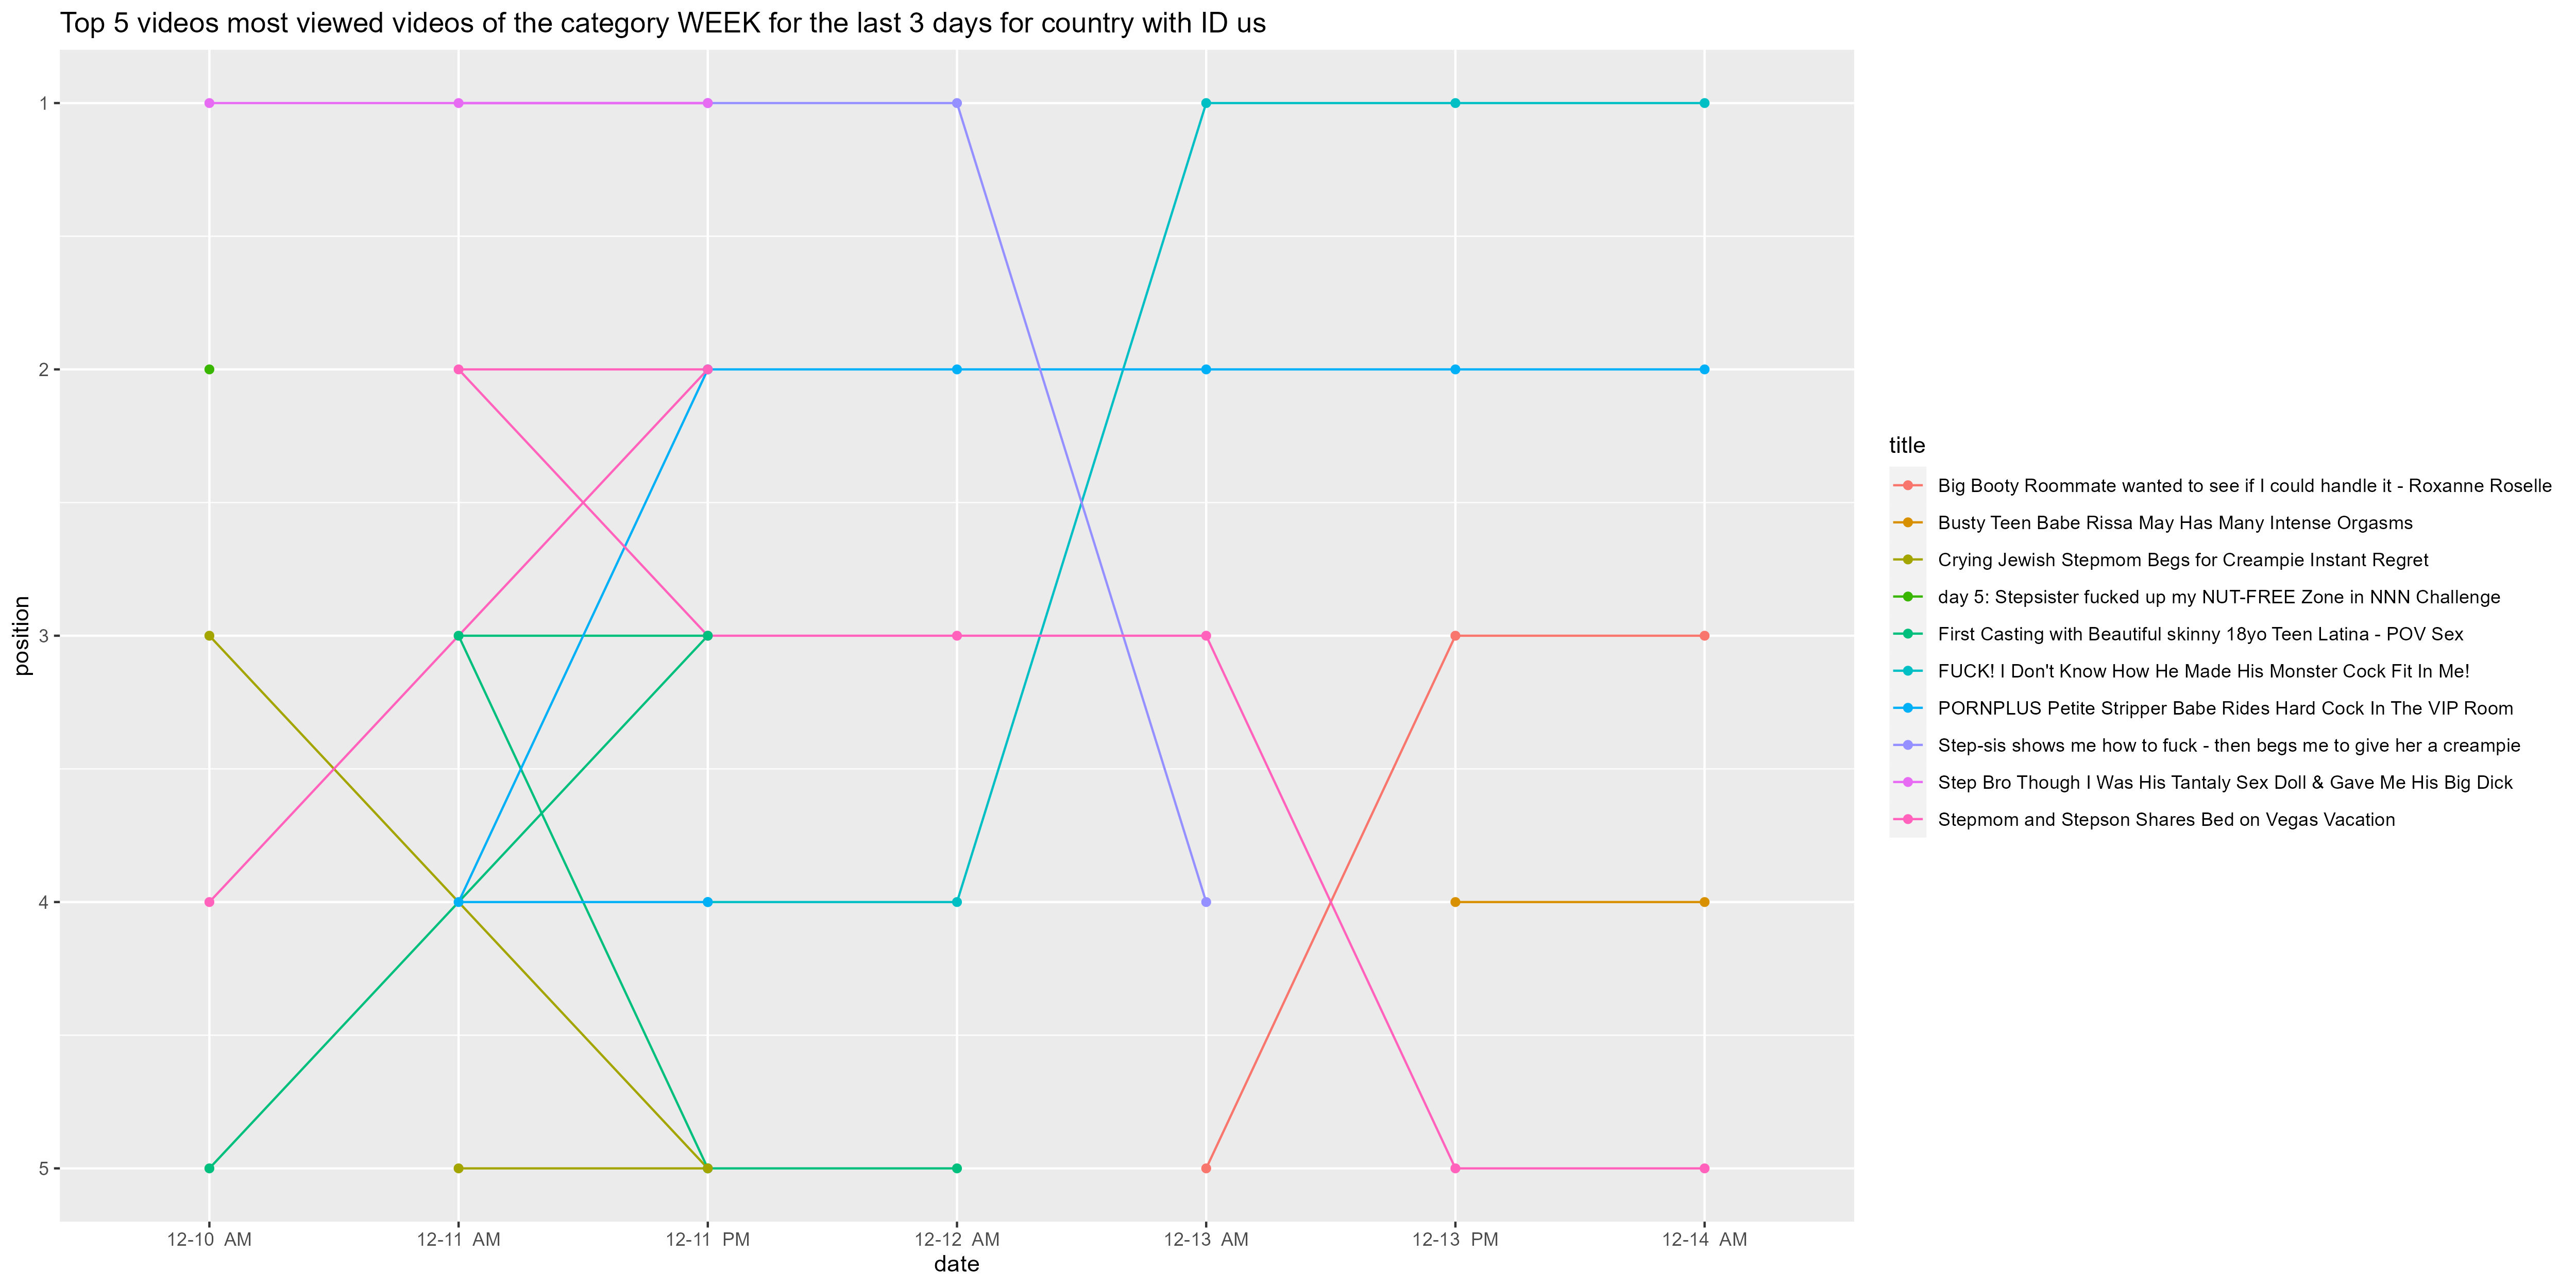 Top 5 videos most viewed videos of the category WEEK for the last 3 days for country with ID us
position
1
2
3
4
5
12-10 AM
12-11 AM
12-11 PM
12-12 AM
12-13 AM
12-13 PM
12-14 AM
date
title
Big Booty Roommate wanted to see if I could handle it - Roxanne Roselle
Busty Teen Babe Rissa May Has Many Intense Orgasms
Crying Jewish Stepmom Begs for Creampie Instant Regret
day 5: Stepsister fucked up my NUT-FREE Zone in NNN Challenge
First Casting with Beautiful skinny 18yo Teen Latina - POV Sex
FUCK! I Don't Know How He Made His Monster Cock Fit In Me!
PORNPLUS Petite Stripper Babe Rides Hard Cock In The VIP Room
Step-sis shows me how to fuck - then begs me to give her a creampie
Step Bro Though I Was His Tantaly Sex Doll & Gave Me His Big Dick
Stepmom and Stepson Shares Bed on Vegas Vacation